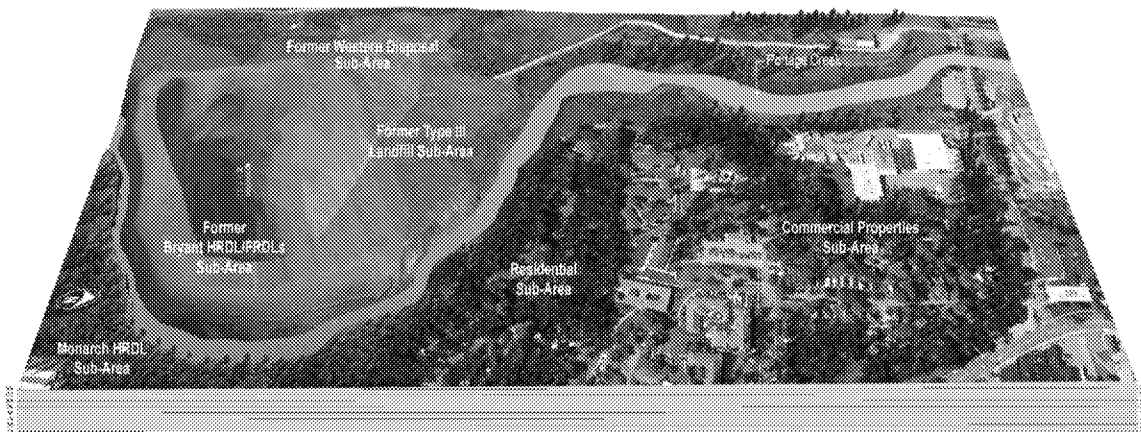 Former Western Disposal
Sub-Area
Portage Creek
Former Type III
Landfill Sub-Area
Former
Bryant HRDL/FRDLs
Sub-Area
Commercial Properties
Sub-Area
Residential
Sub-Area
Monarch HRDL
Sub-Area